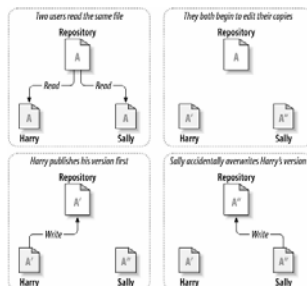 Two users read the same file
Repository
A
Read Read
A A
Harry Sally
They both begin to edit their copies
Repository
A
A' A"
Harry Sally
Harry publishes his version first
Repository
A'
Write
A' A"
Harry Sally
Sally accidentally overwrites Harry's version
Repository
A"
Write
A' A"
Harry Sally